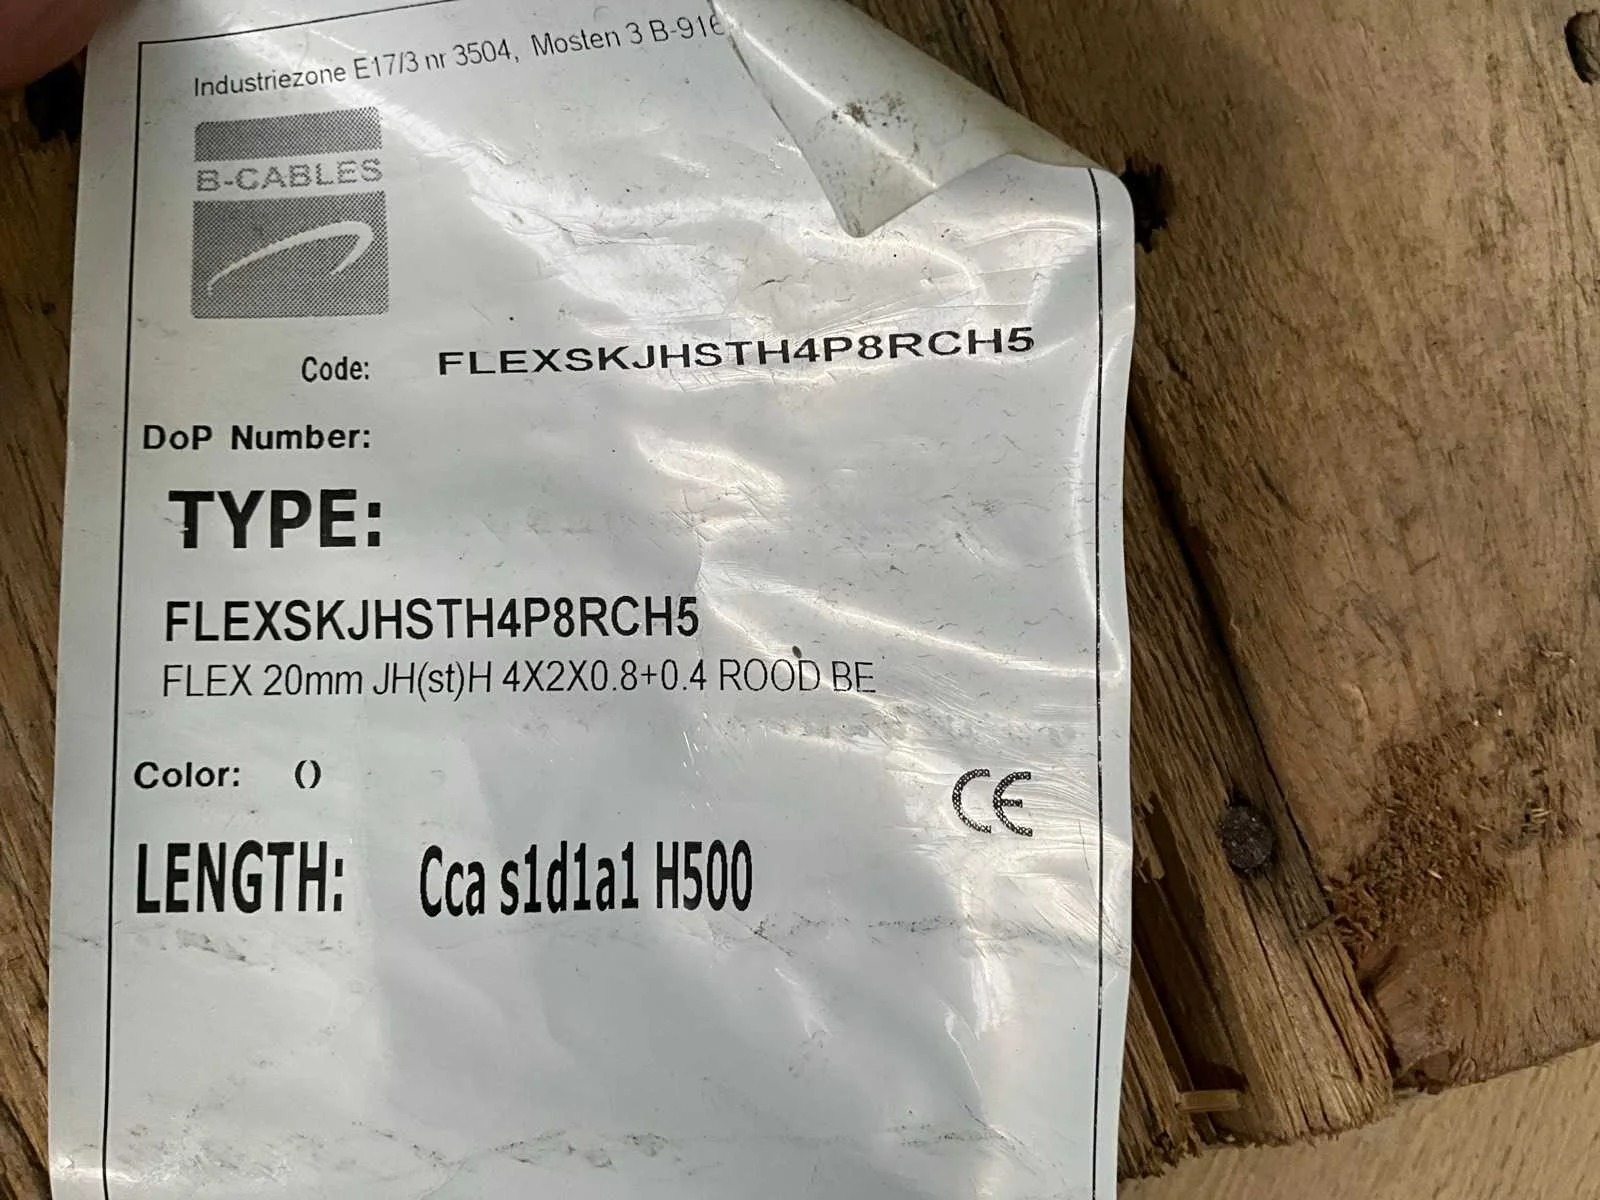 Industriezone E17/3 nr 3504, Mosten 3
B-CABLES
Code: FLEXSKJHSTH4P8RCH5
DoP Number:
TYPE:
FLEXSKJHSTH4P8RCH5
FLEX 20mm JH(st)H 4X2X0.8+0.4 ROOD BE
Color: ()
CE
LENGTH: Cca s1d1a1 H500